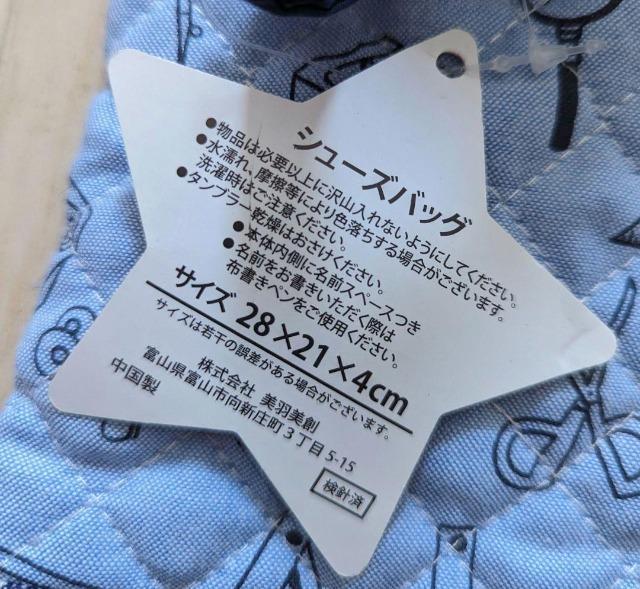 シューズバッグ
●物品は必要以上に沢山入れないようにしてください。
●水濡れ、摩擦等により色落ちする場合がございます。
洗濯時はご注意ください。
●タンブラー乾燥はおさけください。
●本体内側に名前スペースつき
●名前をお書きいただく際は
布書きペンをご使用ください。
サイズ 28×21×4cm
サイズは若干の誤差がある場合がございます。
株式会社 美羽美創
富山県富山市向新庄町3丁目5-15
中国製
検針済